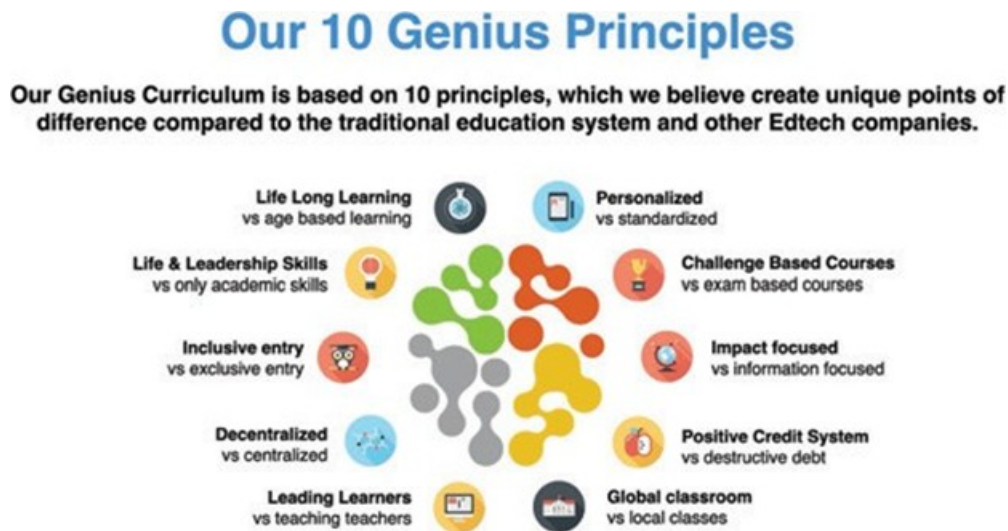 Our 10 Genius Principles
Our Genius Curriculum is based on 10 principles, which we believe create unique points of
difference compared to the traditional education system and other Edtech companies.
Life Long Learning
vs age based learning
Personalized
vs standardized
Life & Leadership Skills
vs only academic skills
Challenge Based Courses
vs exam based courses
Inclusive entry
vs exclusive entry
Impact focused
vs information focused
Decentralized
vs centralized
Positive Credit System
vs destructive debt
Leading Learners
vs teaching teachers
Global classroom
vs local classes